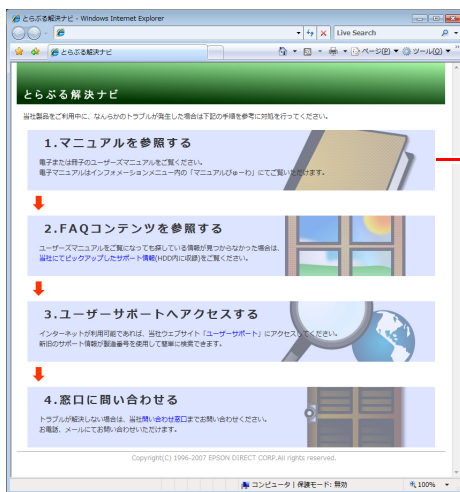 とらぶる解決ナビ - Windows Internet Explorer
Live Search
とらぶる解決ナビ
ページ(P) ツール(O)
とらぶる解決ナビ
当社製品をご利用中に、なんらかのトラブルが発生した場合は下記の手順を参考に対処を行ってください。
1.マニュアルを参照する
電子または冊子のユーザーズマニュアルをご覧ください。
電子マニュアルはインフォメーションメニュー内の「マニュアルびゅーわ」にてご覧いただけます。
2.FAQコンテンツを参照する
ユーザーズマニュアルをご覧になっても探している情報が見つからなかった場合は、
当社にてピックアップしたサポート情報(HDD内に収録)をご覧ください。
3.ユーザーサポートへアクセスする
インターネットが利用可能であれば、当社ウェブサイト「ユーザーサポート」にアクセスしてください。
新旧のサポート情報が製造番号を使用して簡単に検索できます。
4.窓口に問い合わせる
トラブルが解決しない場合は、当社問い合わせ窓口までお問い合わせください。
お電話、メールにてお問い合わせいただけます。
Copyright(C) 1996-2007 EPSON DIRECT CORP.All rights reserved.
コンピュータ | 保護モード: 無効 100%